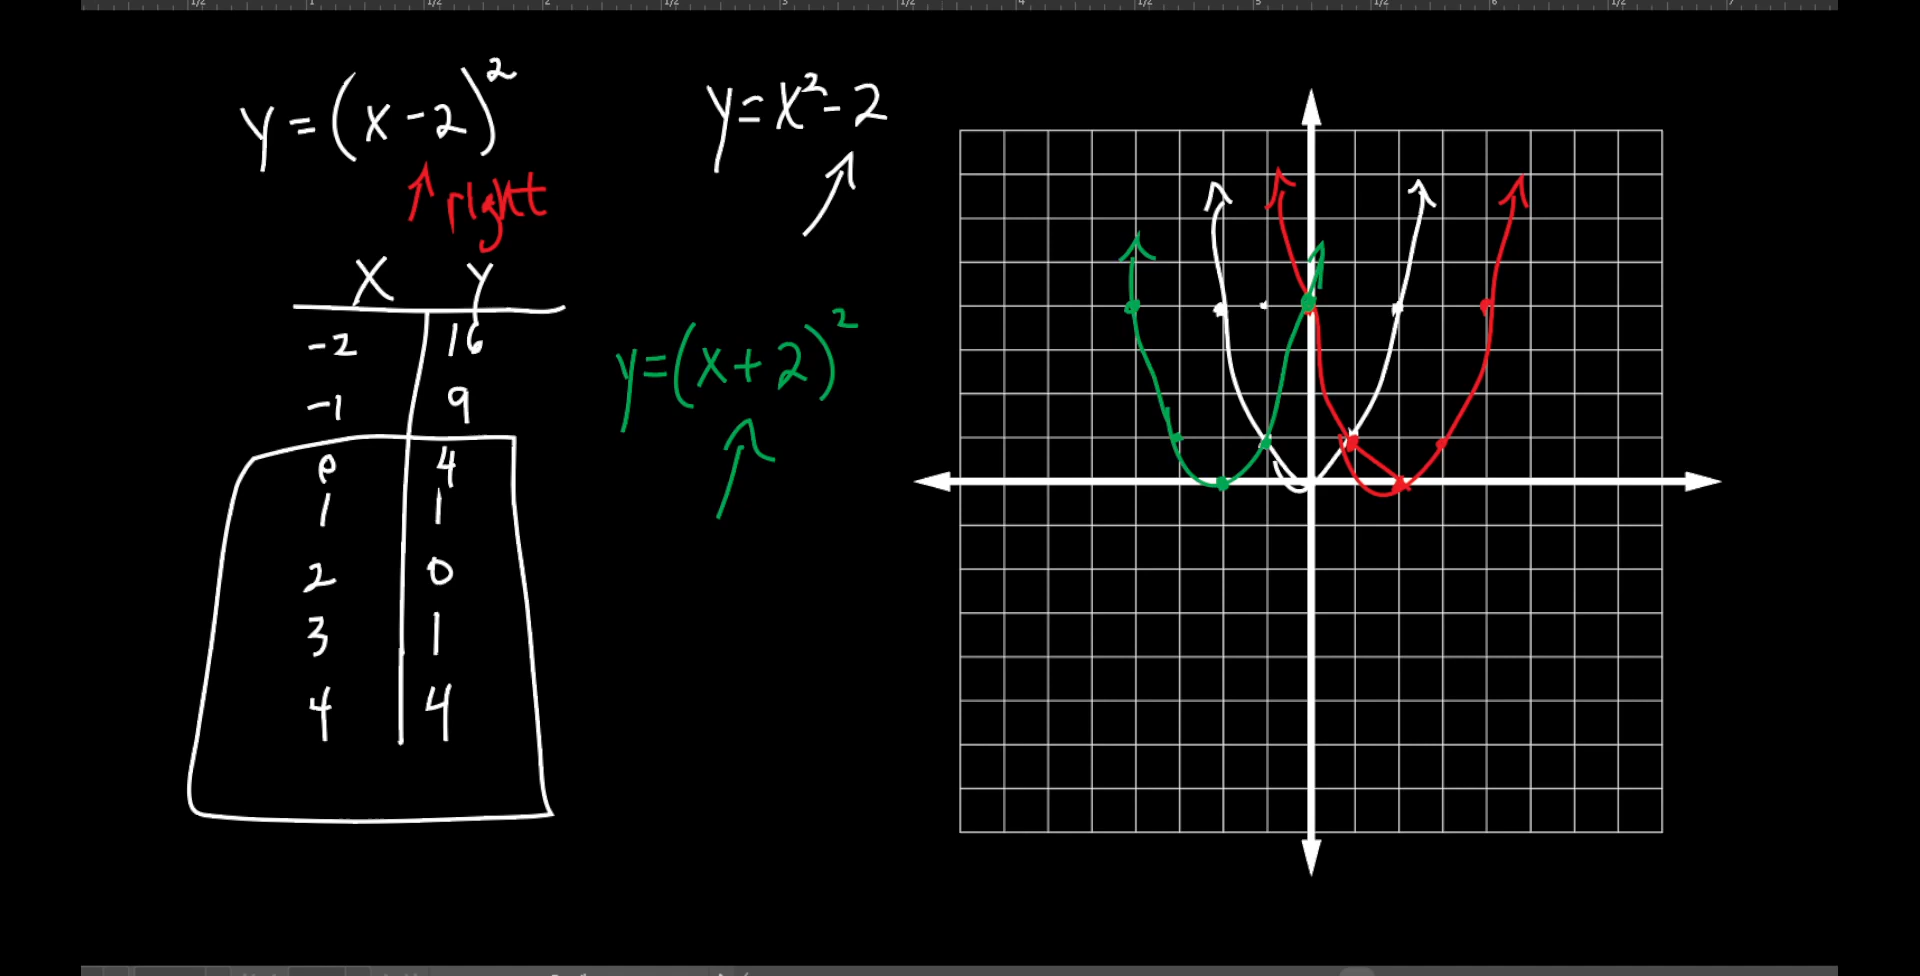 y=(x-2)²
↑ right
y=x²-2
X Y
-2 16
-1 9
0 4
1 1
2 0
3 1
4 4
y=(x+2)²